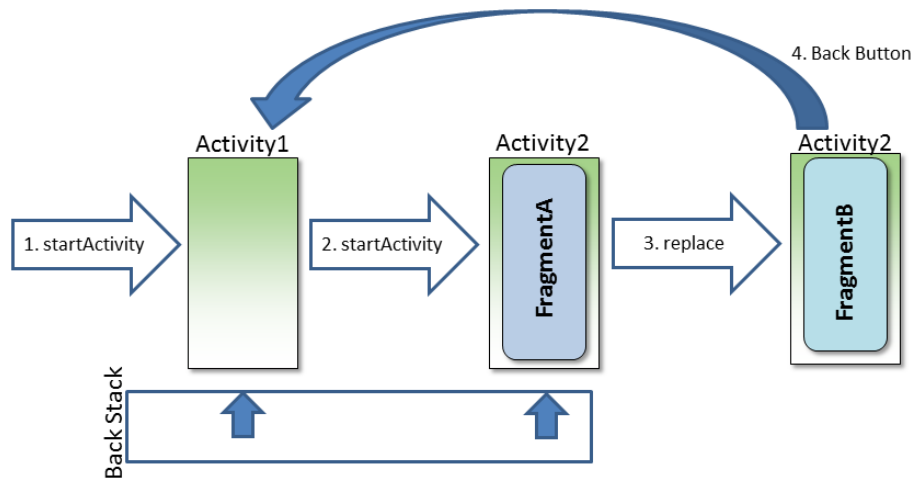 4. Back Button
Activity1
Activity2
Activity2
1. startActivity
2. startActivity
FragmentA
3. replace
FragmentB
Back Stack